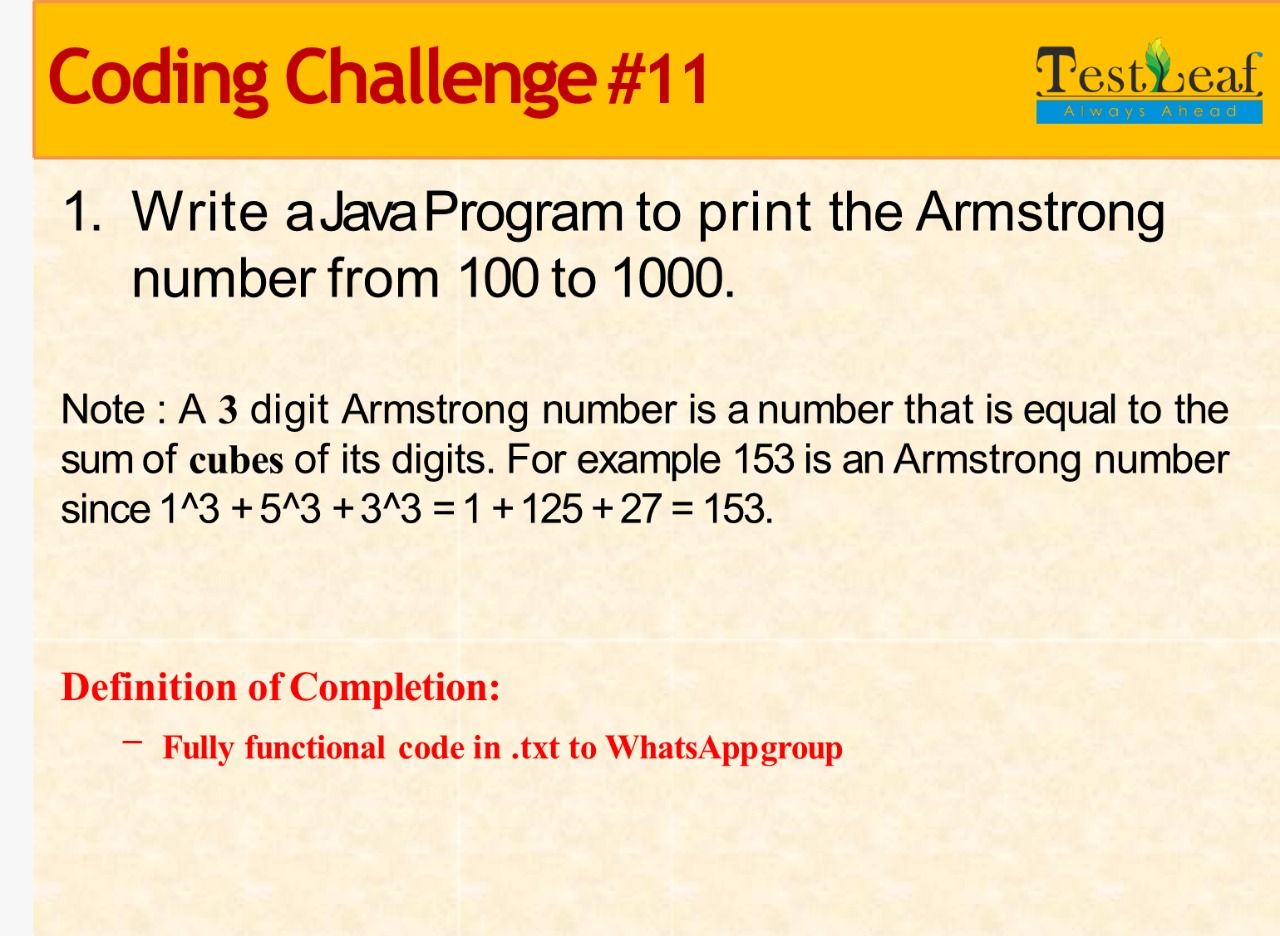 Coding Challenge #11
TestLeaf
Always Ahead
1. Write a Java Program to print the Armstrong
number from 100 to 1000.
Note : A 3 digit Armstrong number is a number that is equal to the
sum of cubes of its digits. For example 153 is an Armstrong number
since 1^3 + 5^3 + 3^3 = 1 + 125 + 27 = 153.
Definition of Completion:
– Fully functional code in .txt to WhatsApp group